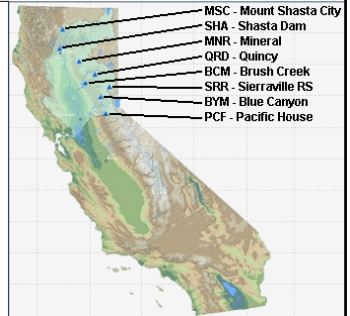 MSC - Mount Shasta City
SHA - Shasta Dam
MNR - Mineral
QRD - Quincy
BCM - Brush Creek
SRR - Sierraville RS
BYM - Blue Canyon
PCF - Pacific House